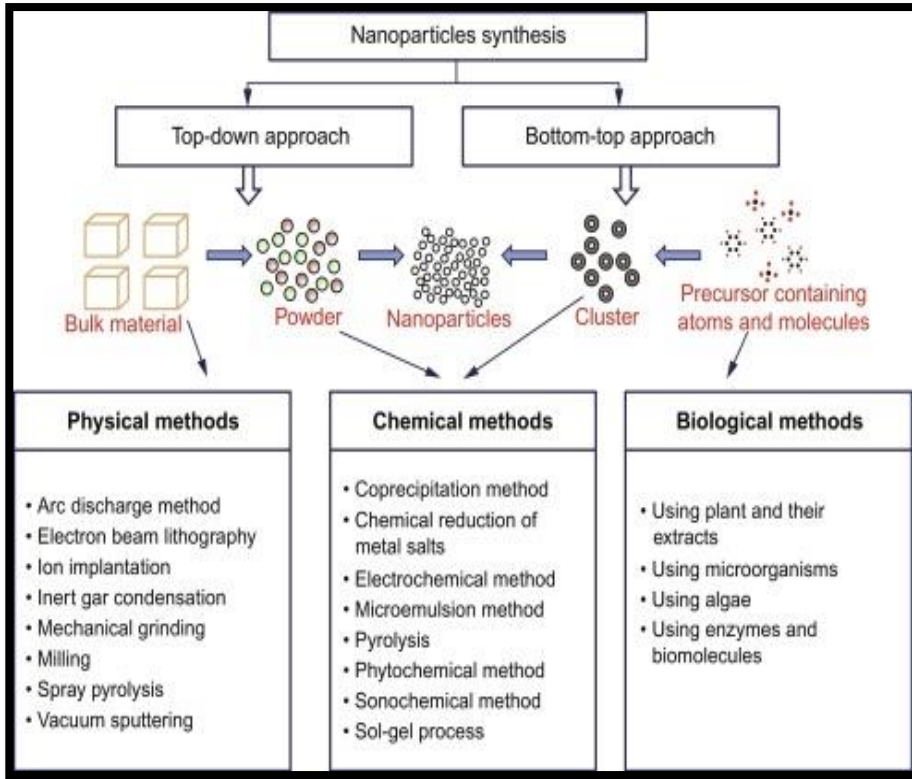 Nanoparticles synthesis
Top-down approach
Bottom-top approach
Bulk material
Powder
Nanoparticles
Cluster
Precursor containing
atoms and molecules
Physical methods
• Arc discharge method
• Electron beam lithography
• Ion implantation
• Inert gar condensation
• Mechanical grinding
• Milling
• Spray pyrolysis
• Vacuum sputtering
Chemical methods
• Coprecipitation method
• Chemical reduction of
metal salts
• Electrochemical method
• Microemulsion method
• Pyrolysis
• Phytochemical method
• Sonochemical method
• Sol-gel process
Biological methods
• Using plant and their
extracts
• Using microorganisms
• Using algae
• Using enzymes and
biomolecules